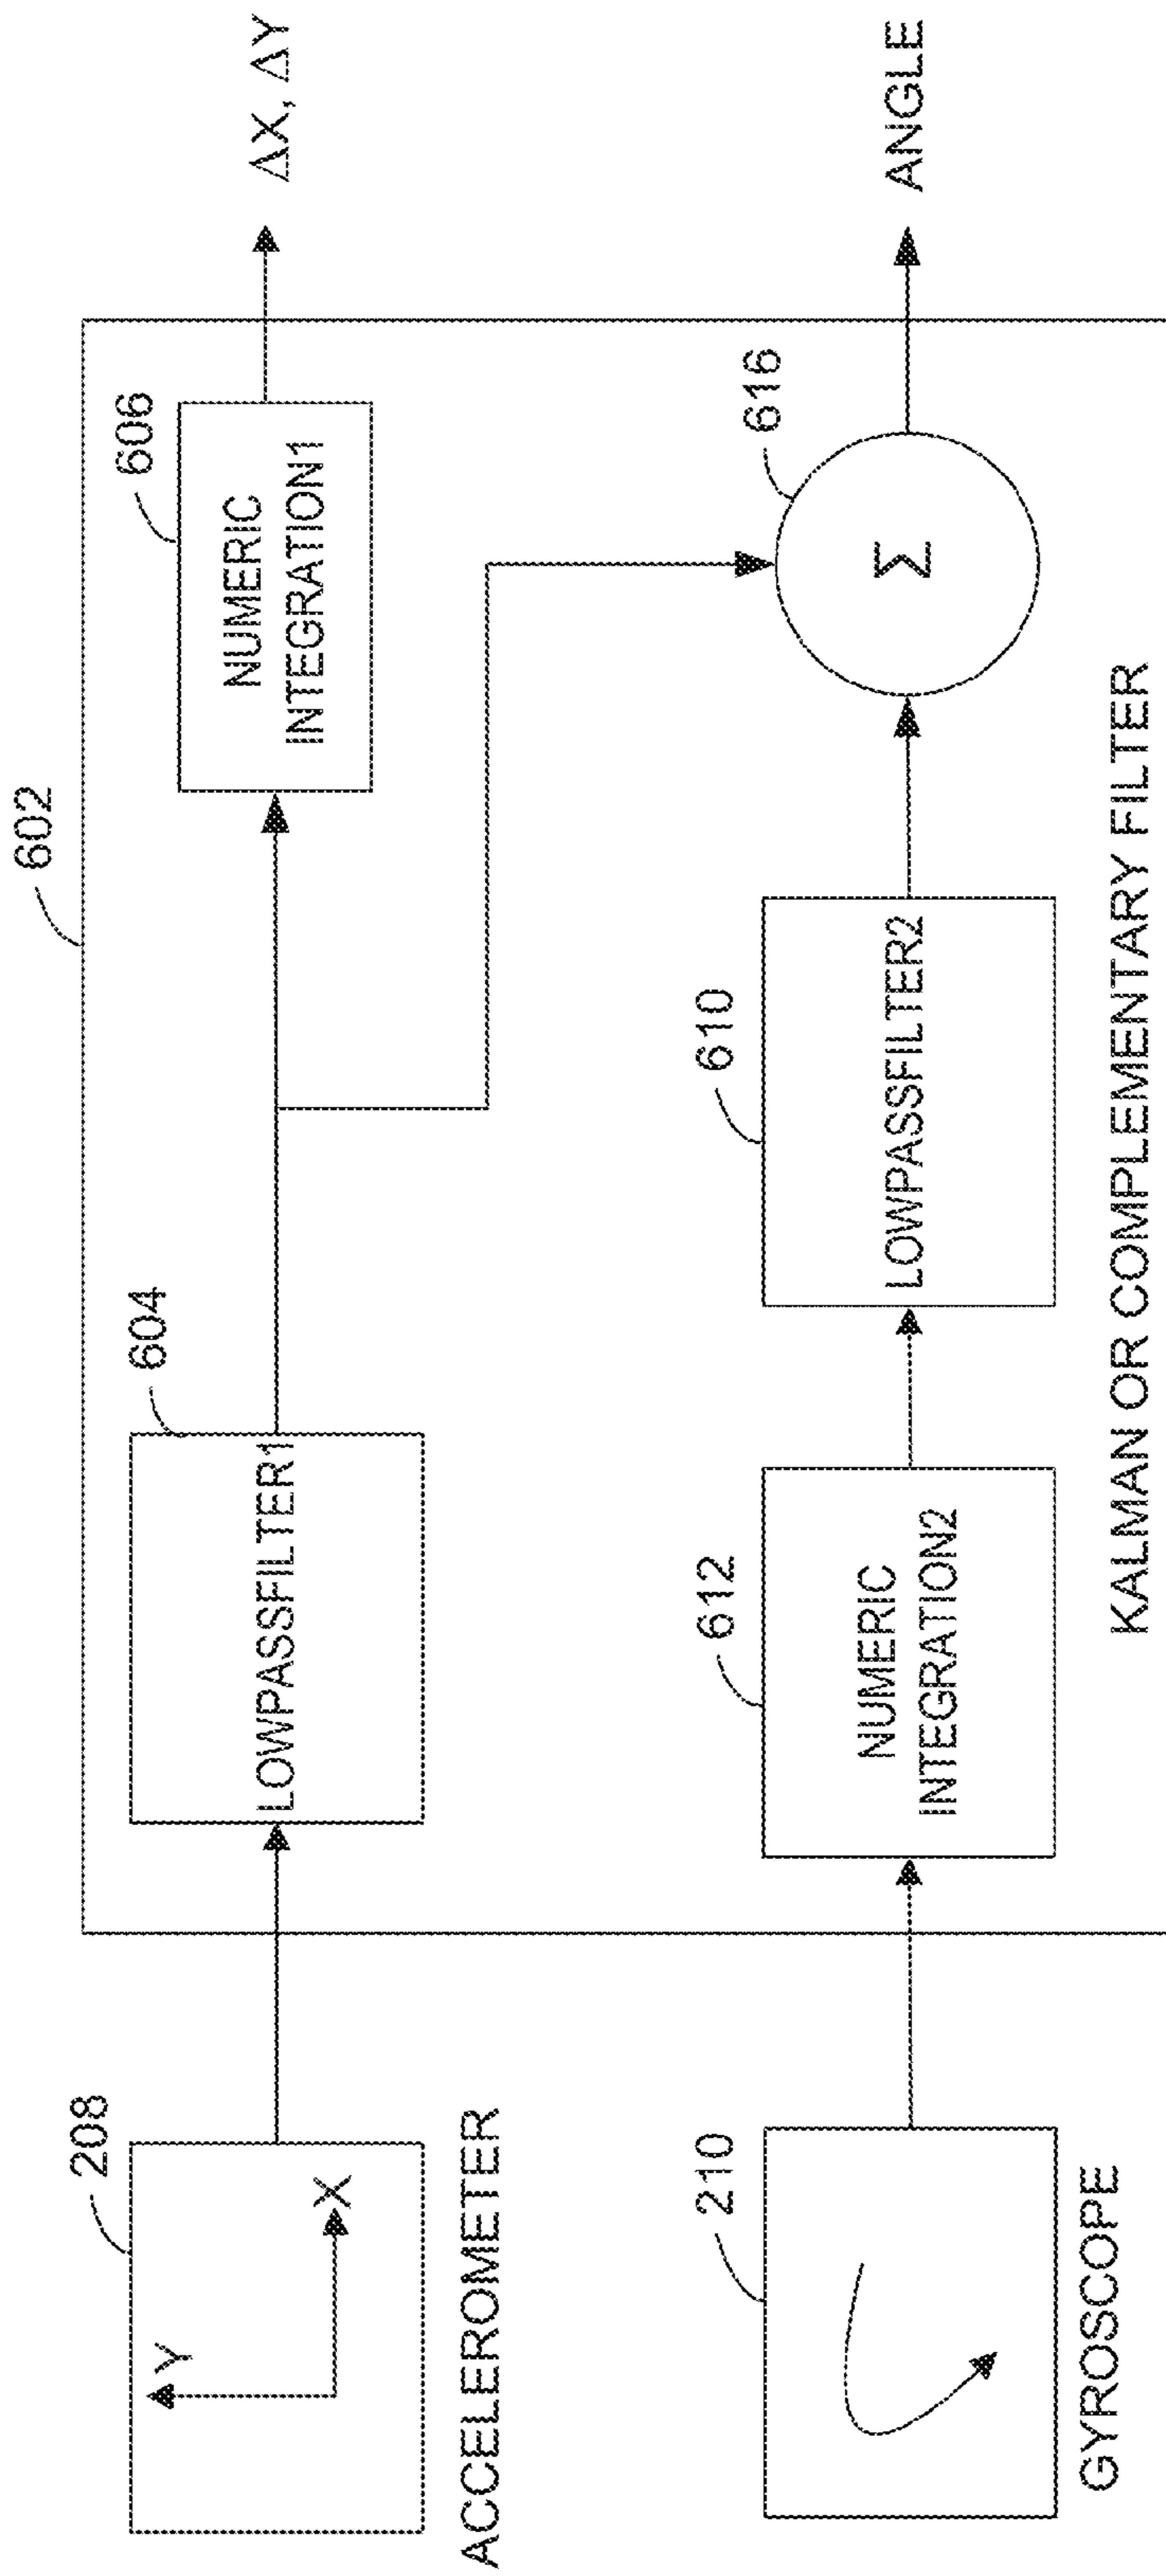 602
208
Y
X
ACCELEROMETER
604
LOWPASSFILTER1
606
NUMERIC
INTEGRATION1
ΔX, ΔY
210
GYROSCOPE
612
NUMERIC
INTEGRATION2
610
LOWPASSFILTER2
616
Σ
ANGLE
KALMAN OR COMPLEMENTARY FILTER